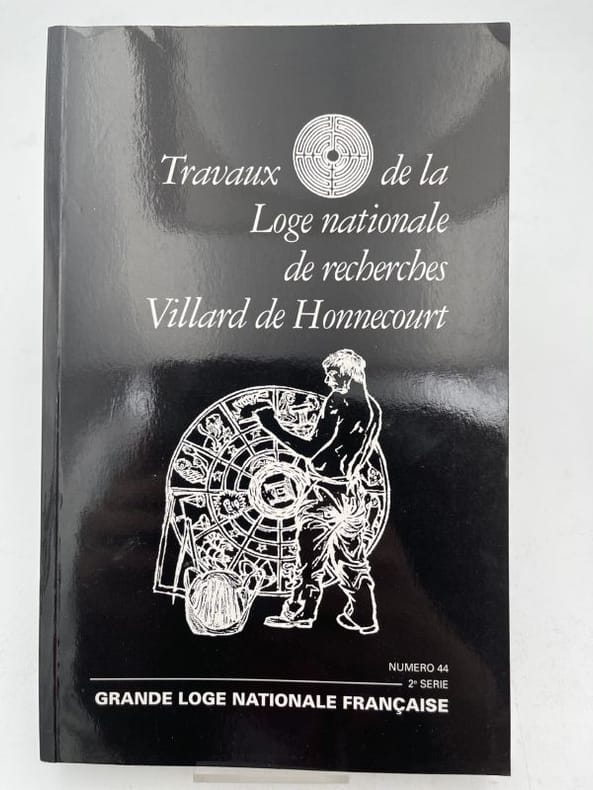 Travaux de la
Loge nationale
de recherches
Villard de Honnecourt
NUMERO 44
2e SERIE
GRANDE LOGE NATIONALE FRANÇAISE